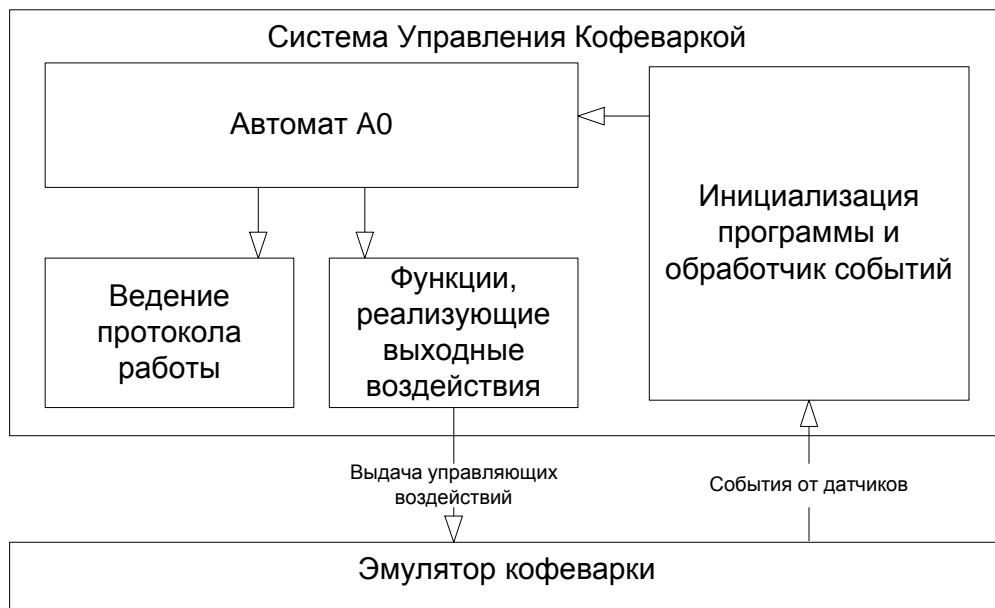 Система Управления Кофеваркой
Автомат А0
Инициализация
программы и
обработчик событий
Ведение
протокола
работы
Функции,
реализующие
выходные
воздействия
Выдача управляющих
воздействий
События от датчиков
Эмулятор кофеварки